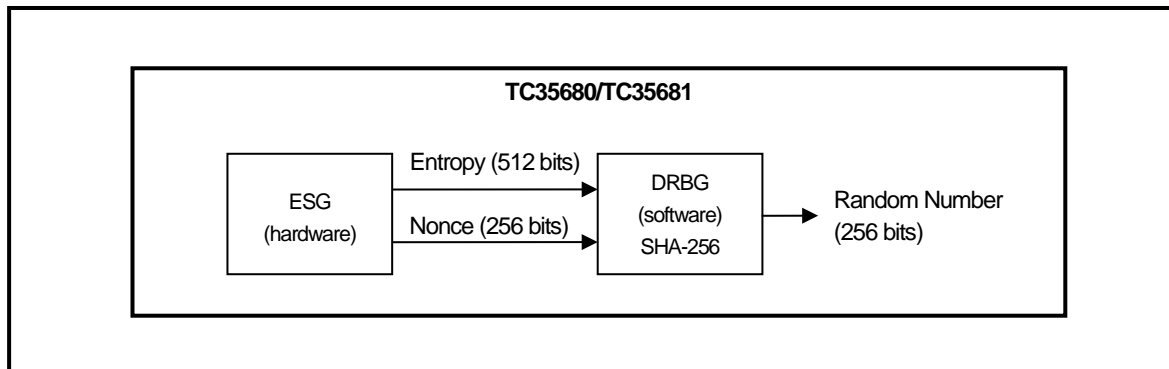 TC35680/TC35681
ESG
(hardware)
Entropy (512 bits)
Nonce (256 bits)
DRBG
(software)
SHA-256
Random Number
(256 bits)